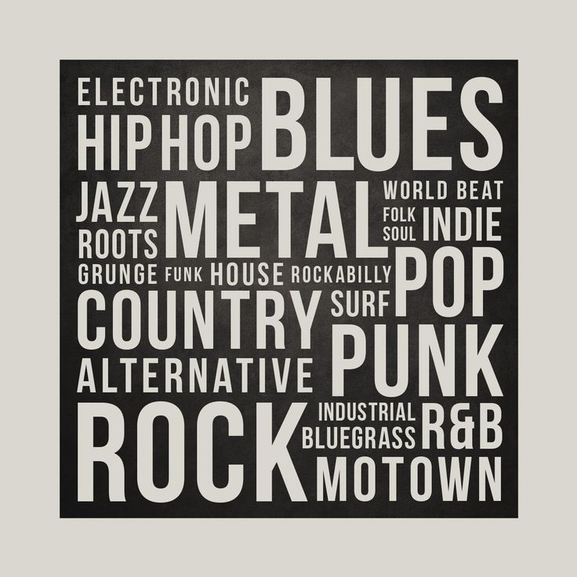 ELECTRONIC
HIP HOP
BLUES
JAZZ
ROOTS
METAL
WORLD BEAT
FOLK
SOUL
INDIE
GRUNGE FUNK HOUSE ROCKABILLY
POP
COUNTRY
SURF
ALTERNATIVE
PUNK
ROCK
INDUSTRIAL
BLUEGRASS
R&B
MOTOWN